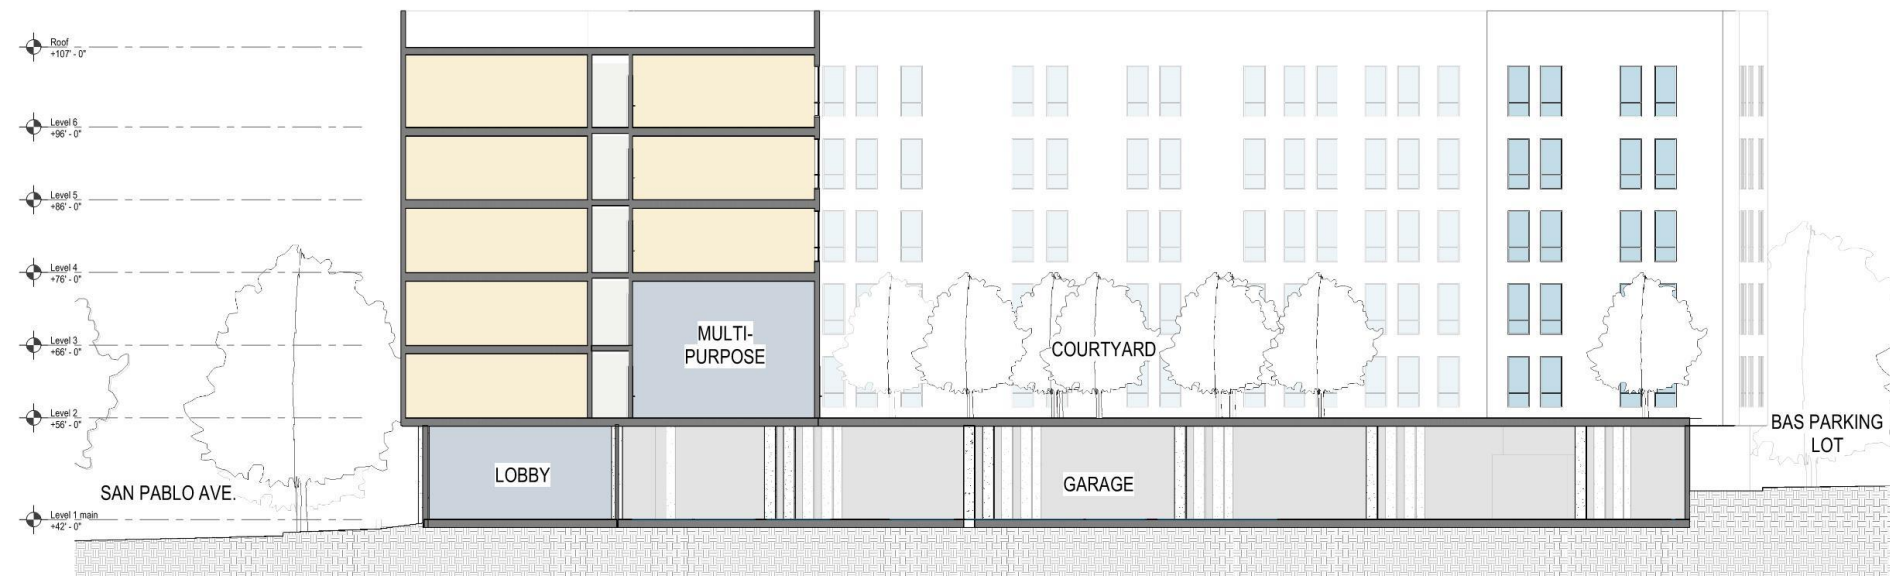 Roof
+107' - 0"
Level 6
+96' - 0"
Level 5
+86' - 0"
Level 4
+76' - 0"
Level 3
+66' - 0"
Level 2
+56' - 0"
Level 1 main
+42' - 0"
MULTI-
PURPOSE
COURTYARD
LOBBY
GARAGE
SAN PABLO AVE.
BAS PARKING
LOT